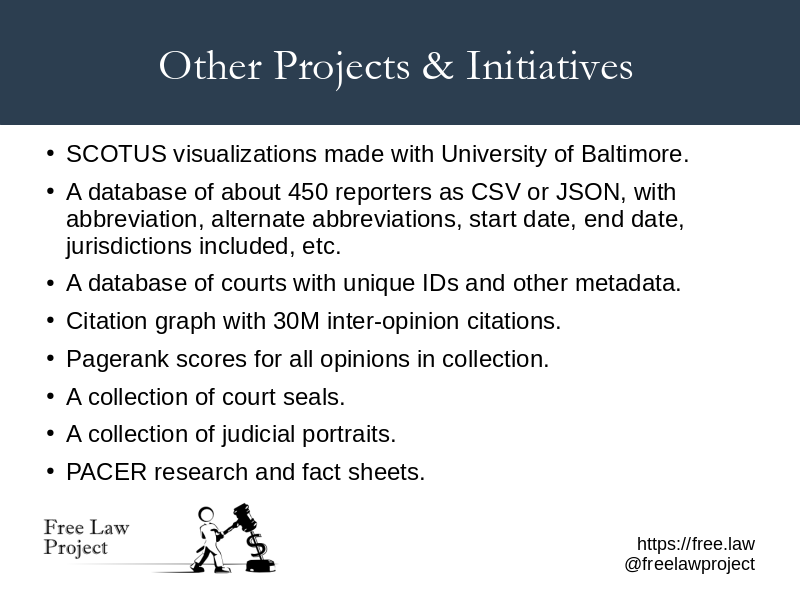 Other Projects & Initiatives
• SCOTUS visualizations made with University of Baltimore.
• A database of about 450 reporters as CSV or JSON, with
abbreviation, alternate abbreviations, start date, end date,
jurisdictions included, etc.
• A database of courts with unique IDs and other metadata.
• Citation graph with 30M inter-opinion citations.
• Pagerank scores for all opinions in collection.
• A collection of court seals.
• A collection of judicial portraits.
• PACER research and fact sheets.
Free Law
Project
$
https://free.law
@freelawproject